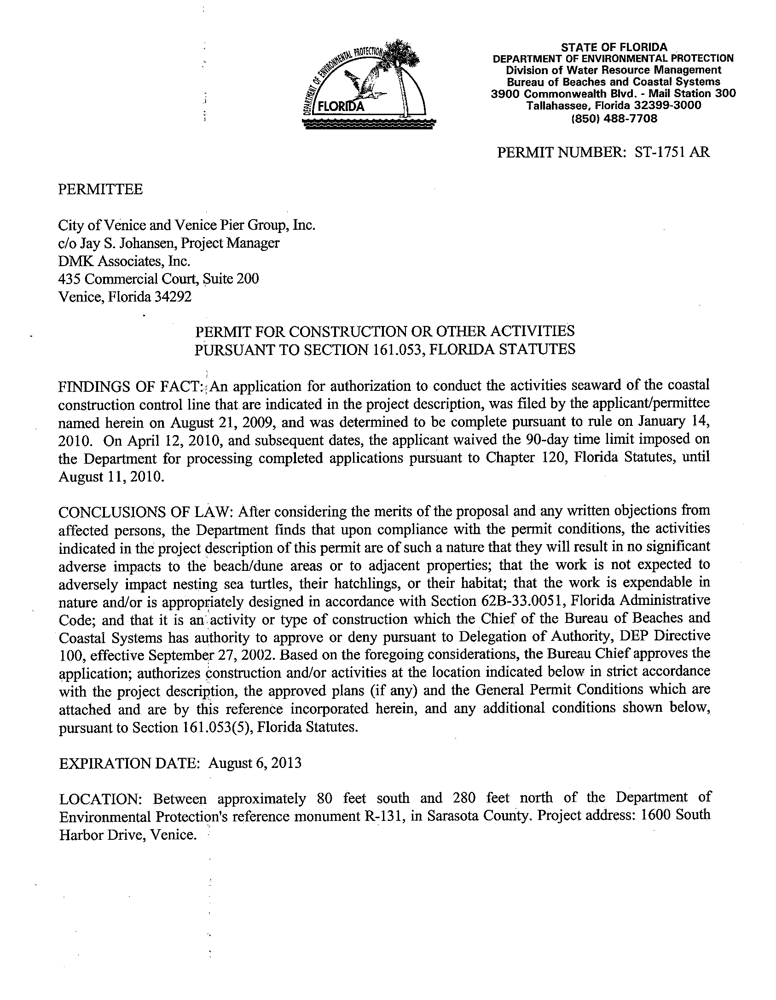 DEPARTMENT OF ENVIRONMENTAL PROTECTION
FLORIDA
STATE OF FLORIDA
DEPARTMENT OF ENVIRONMENTAL PROTECTION
Division of Water Resource Management
Bureau of Beaches and Coastal Systems
3900 Commonwealth Blvd. - Mail Station 300
Tallahassee, Florida 32399-3000
(850) 488-7708
PERMIT NUMBER: ST-1751 AR
PERMITTEE
City of Venice and Venice Pier Group, Inc.
c/o Jay S. Johansen, Project Manager
DMK Associates, Inc.
435 Commercial Court, Suite 200
Venice, Florida 34292
PERMIT FOR CONSTRUCTION OR OTHER ACTIVITIES
PURSUANT TO SECTION 161.053, FLORIDA STATUTES
FINDINGS OF FACT: An application for authorization to conduct the activities seaward of the coastal
construction control line that are indicated in the project description, was filed by the applicant/permittee
named herein on August 21, 2009, and was determined to be complete pursuant to rule on January 14,
2010. On April 12, 2010, and subsequent dates, the applicant waived the 90-day time limit imposed on
the Department for processing completed applications pursuant to Chapter 120, Florida Statutes, until
August 11, 2010.
CONCLUSIONS OF LAW: After considering the merits of the proposal and any written objections from
affected persons, the Department finds that upon compliance with the permit conditions, the activities
indicated in the project description of this permit are of such a nature that they will result in no significant
adverse impacts to the beach/dune areas or to adjacent properties; that the work is not expected to
adversely impact nesting sea turtles, their hatchlings, or their habitat; that the work is expendable in
nature and/or is appropriately designed in accordance with Section 62B-33.0051, Florida Administrative
Code; and that it is an activity or type of construction which the Chief of the Bureau of Beaches and
Coastal Systems has authority to approve or deny pursuant to Delegation of Authority, DEP Directive
100, effective September 27, 2002. Based on the foregoing considerations, the Bureau Chief approves the
application; authorizes construction and/or activities at the location indicated below in strict accordance
with the project description, the approved plans (if any) and the General Permit Conditions which are
attached and are by this reference incorporated herein, and any additional conditions shown below,
pursuant to Section 161.053(5), Florida Statutes.
EXPIRATION DATE: August 6, 2013
LOCATION: Between approximately 80 feet south and 280 feet north of the Department of
Environmental Protection's reference monument R-131, in Sarasota County. Project address: 1600 South
Harbor Drive, Venice.